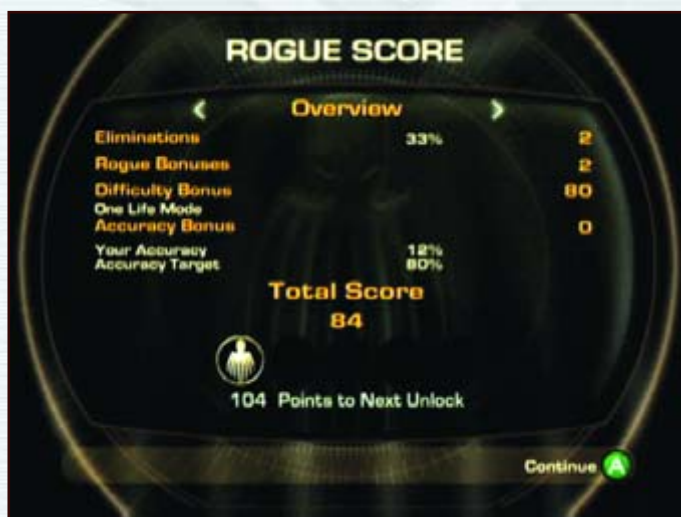 ROGUE SCORE
Overview
Eliminations 33% 2
Rogue Bonuses 2
Difficulty Bonus 80
One Life Mode
Accuracy Bonus 0
Your Accuracy 12%
Accuracy Target 80%
Total Score
84
104 Points to Next Unlock
Continue A